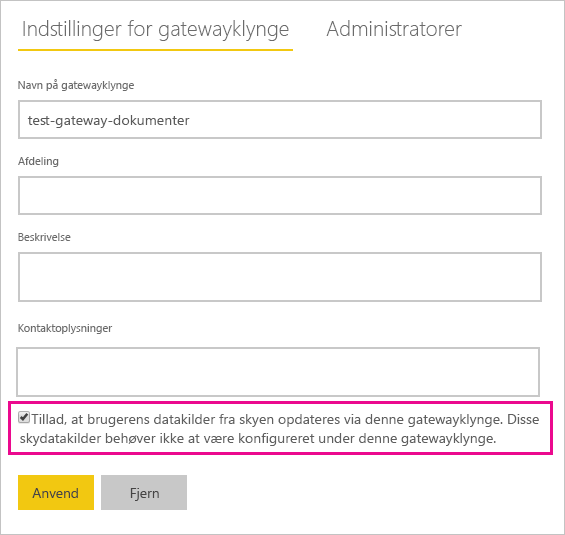 Indstillinger for gatewayklynge Administratorer
Navn på gatewayklynge
test-gateway-dokumenter
Afdeling
Beskrivelse
Kontaktoplysninger
Tillad, at brugerens datakilder fra skyen opdateres via denne gatewayklynge. Disse
skydatakilder behøver ikke at være konfigureret under denne gatewayklynge.
Anvend Fjern